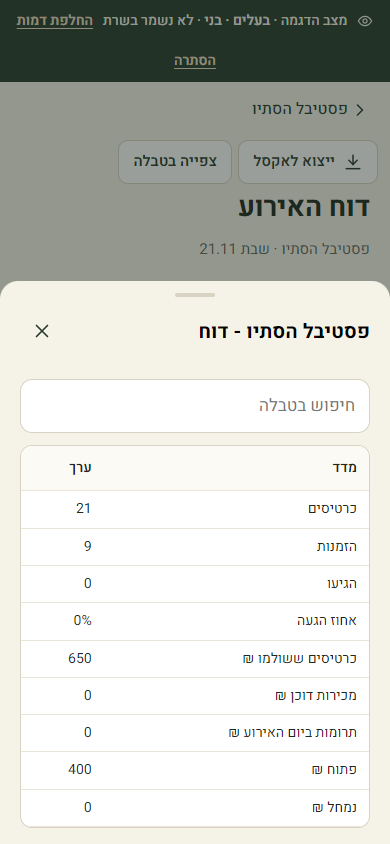 מצב הדגמה · בעלים · בני · לא נשמר בשרת החלפת דמות
הסתרה
פסטיבל הסתיו
ייצוא לאקסל צפייה בטבלה
דוח האירוע
פסטיבל הסתיו · שבת 21.11
פסטיבל הסתיו - דוח
חיפוש בטבלה
מדד ערך
כרטיסים 21
הזמנות 9
הגיעו 0
אחוז הגעה 0%
כרטיסים ששולמו ₪ 650
מכירות דוכן ₪ 0
תרומות ביום האירוע ₪ 0
פתוח ₪ 400
נמחל ₪ 0